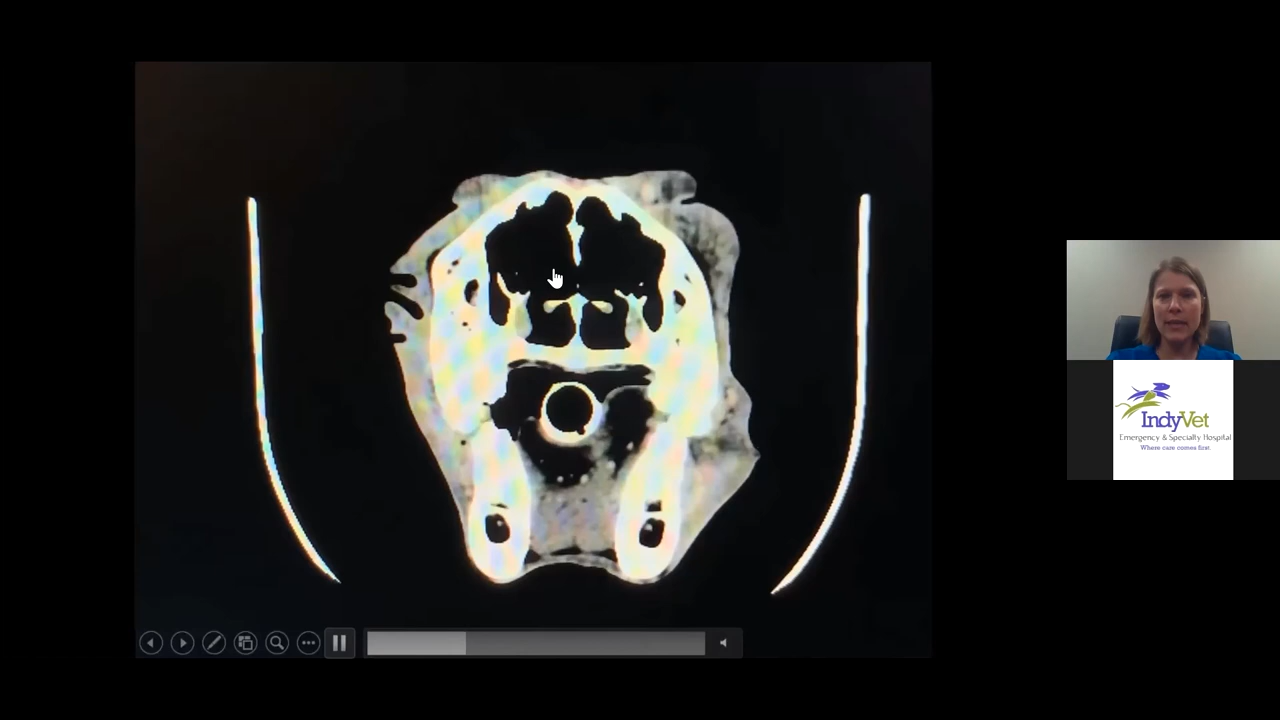 IndyVet
Emergency & Specialty Hospital
Where care comes first.